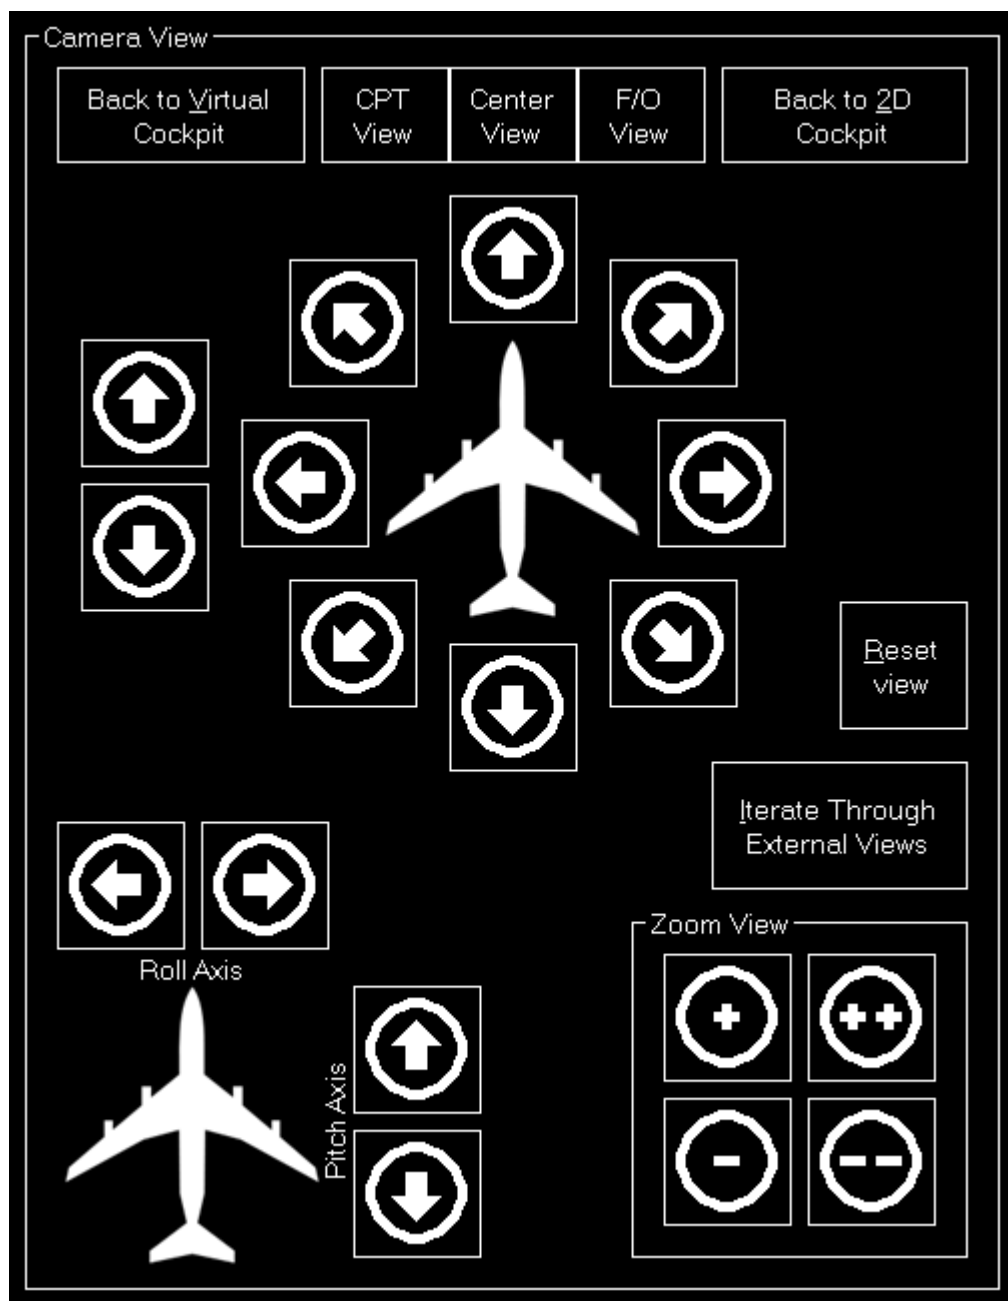 Camera View
Back to Virtual
Cockpit
CPT
View
Center
View
F/O
View
Back to 2D
Cockpit
Reset
view
Iterate Through
External Views
Roll Axis
Pitch Axis
Zoom View
+
++
-
--